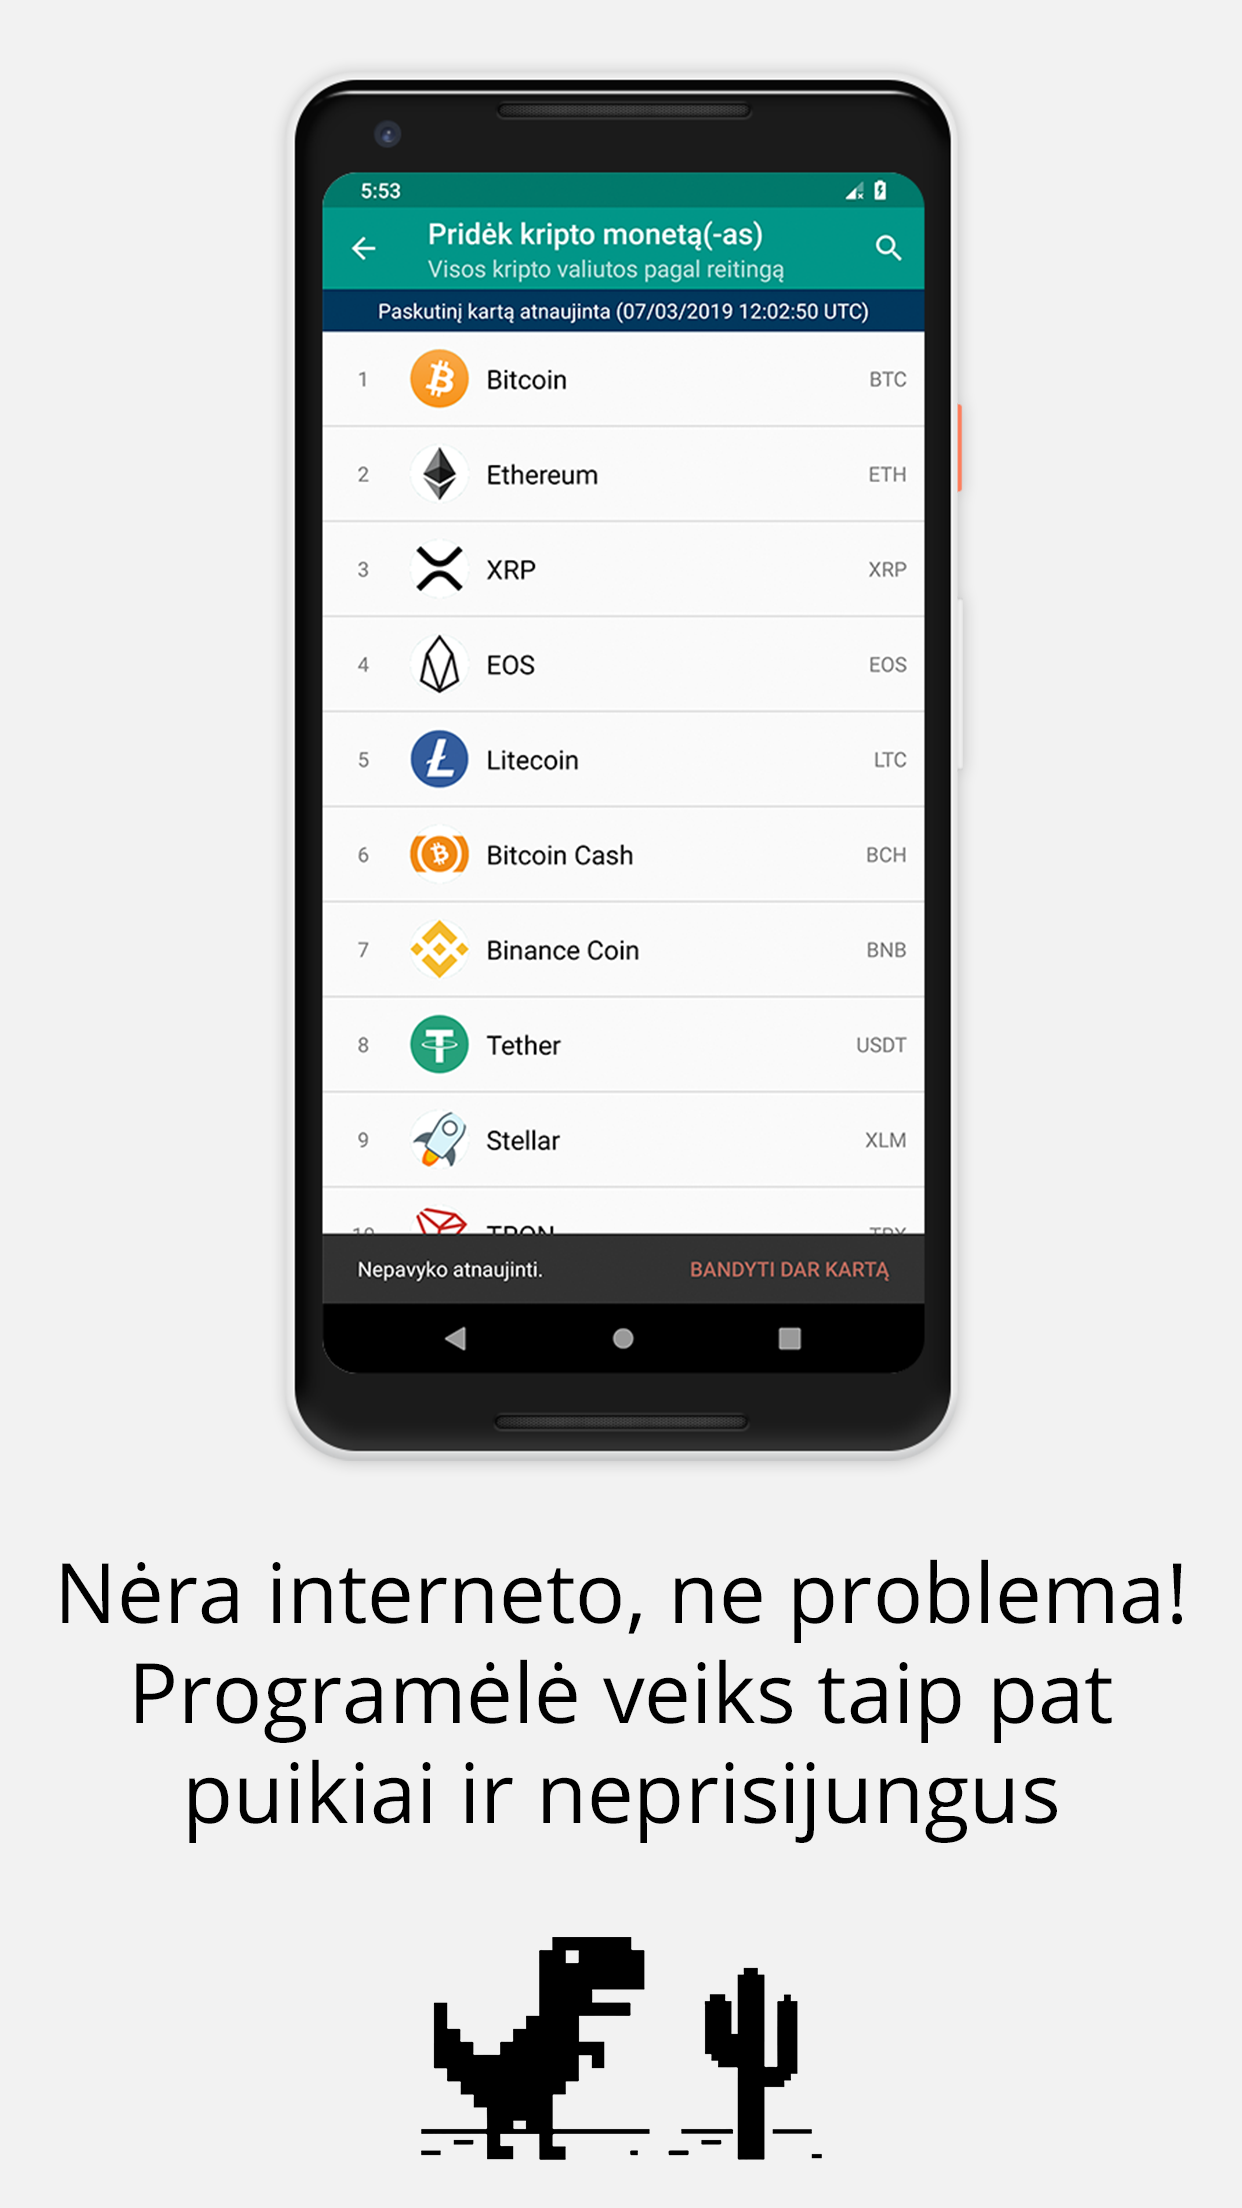 5:53
Pridėk kripto monetą(-as)
Visos kripto valiutos pagal reitingą
Paskutinį kartą atnaujinta (07/03/2019 12:02:50 UTC)
1 Bitcoin BTC
2 Ethereum ETH
3 XRP XRP
4 EOS EOS
5 Litecoin LTC
6 Bitcoin Cash BCH
7 Binance Coin BNB
8 Tether USDT
9 Stellar XLM
10 TRON TRX
Nepavyko atnaujinti. BANDYTI DAR KARTĄ
Nėra interneto, ne problema!
Programėlė veiks taip pat
puikiai ir neprisijungus